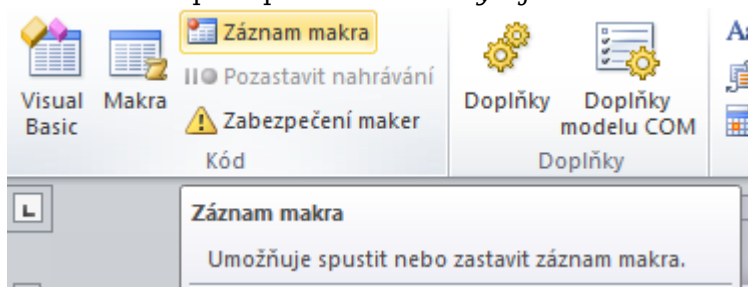 Visual Basic
Makra
Záznam makra
Pozastavit nahrávání
Zabezpečení maker
Kód
Doplňky
Doplňky modelu COM
Doplňky
Záznam makra
Umožňuje spustit nebo zastavit záznam makra.